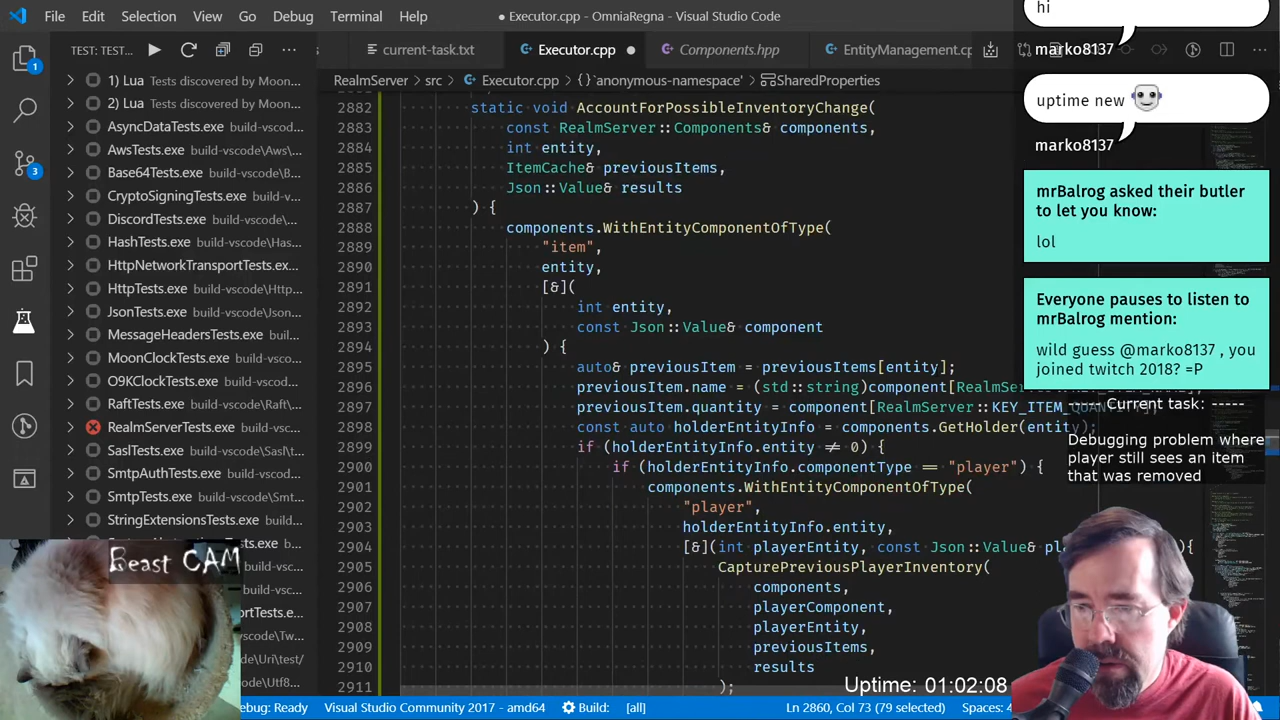 File Edit Selection View Go Debug Terminal Help
● Executor.cpp - OmniaRegna - Visual Studio Code
hi
TEST: TEST...
current-task.txt
Executor.cpp ●
Components.hpp
EntityManagement.cp
marko8137
RealmServer > src > Executor.cpp > {} `anonymous-namespace' > SharedProperties
uptime new
marko8137
1
3
1) Lua Tests discovered by Moon...
2) Lua Tests discovered by Moon...
AsyncDataTests.exe build-vscode\As...
AwsTests.exe build-vscode\Aws\...
Base64Tests.exe build-vscode\B...
CryptoSigningTests.exe build-vs...
DiscordTests.exe build-vscode\...
HashTests.exe build-vscode\Has...
HttpNetworkTransportTests.exe...
HttpTests.exe build-vscode\Http...
JsonTests.exe build-vscode\Json...
MessageHeadersTests.exe build...
MoonClockTests.exe build-vsco...
O9KClockTests.exe build-vscod...
RaftTests.exe build-vscode\Raft\...
RealmServerTests.exe build-vsc...
SaslTests.exe build-vscode\Sasl\t...
SmtpAuthTests.exe build-vscod...
SmtpTests.exe build-vscode\Sm...
StringExtensionsTests.exe build...
2882 static void AccountForPossibleInventoryChange(
2883 const RealmServer::Components& components,
2884 int entity,
2885 ItemCache& previousItems,
2886 Json::Value& results
2887 ) {
2888 components.WithEntityComponentOfType(
2889 "item",
2890 entity,
2891 [&](
2892 int entity,
2893 const Json::Value& component
2894 ) {
2895 auto& previousItem = previousItems[entity];
2896 previousItem.name = (std::string)component[RealmSe
2897 previousItem.quantity = component[RealmServer::KEY_ITEM_QUANTITY];
2898 const auto holderEntityInfo = components.GetHolder(entity);
2899 if (holderEntityInfo.entity ≠ 0) {
2900 if (holderEntityInfo.componentType == "player") {
2901 components.WithEntityComponentOfType(
2902 "player",
2903 holderEntityInfo.entity,
2904 [&](int playerEntity, const Json::Value& pl
){
2905 CapturePreviousPlayerInventory(
2906 components,
2907 playerComponent,
2908 playerEntity,
2909 previousItems,
2910 results
2911 );
mrBalrog asked their butler
to let you know:
lol
Everyone pauses to listen to
mrBalrog mention:
wild guess @marko8137 , you
joined twitch 2018? =P
----- Current task: -----
Debugging problem where
player still sees an item
that was removed
Beast CAM
Uptime: 01:02:08
ebug: Ready
Visual Studio Community 2017 - amd64
Build:
[all]
Ln 2860, Col 73 (79 selected)
Spaces: 4